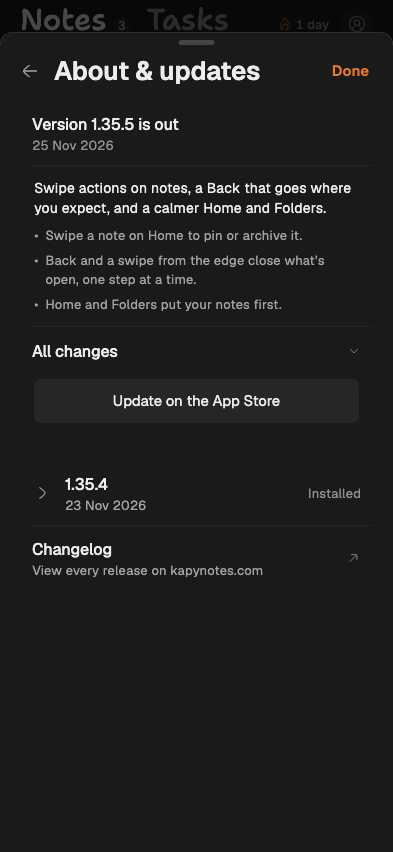 Notes 3 Tasks 1 day
About & updates Done
Version 1.35.5 is out
25 Nov 2026
Swipe actions on notes, a Back that goes where
you expect, and a calmer Home and Folders.
• Swipe a note on Home to pin or archive it.
• Back and a swipe from the edge close what's
open, one step at a time.
• Home and Folders put your notes first.
All changes
Update on the App Store
1.35.4
23 Nov 2026
Installed
Changelog
View every release on kapynotes.com